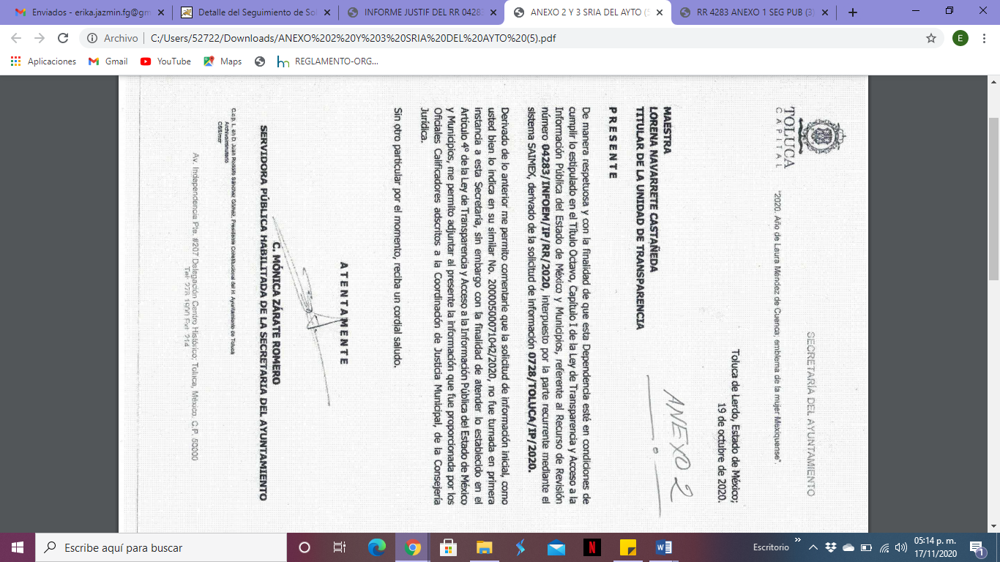 Enviados - erika.jazmin.fg@gm
Detalle del Seguimiento de Sol
INFORME JUSTIF DEL RR 0428
ANEXO 2 Y 3 SRIA DEL AYTO (5
RR 4283 ANEXO 1 SEG PUB (3)
Archivo
C:/Users/52722/Downloads/ANEXO%202%20Y%203%20SRIA%20DEL%20AYTO%20(5).pdf
E
Aplicaciones
Gmail
YouTube
Maps
REGLAMENTO-ORG...
TOLUCA
CAPITAL
SECRETARÍA DEL AYUNTAMIENTO
"2020. Año de Laura Méndez de Cuenca; emblema de la mujer Mexiquense".
Toluca de Lerdo, Estado de México;
19 de octubre de 2020.
ANEXO 2
MAESTRA
LORENA NAVARRETE CASTAÑEDA
TITULAR DE LA UNIDAD DE TRANSPARENCIA
P R E S E N T E
De manera respetuosa y con la finalidad de que esta Dependencia esté en condiciones de
cumplir lo estipulado en el Título Octavo, Capítulo I de la Ley de Transparencia y Acceso a la
Información Pública del Estado de México y Municipios, referente al Recurso de Revisión
número 04283/INFOEM/IP/RR/2020, interpuesto por la parte recurrente mediante el
sistema SAIMEX, derivado de la solicitud de información 0728/TOLUCA/IP/2020.
Derivado de lo anterior me permito comentarle que la solicitud de información inicial, como
usted bien lo indica en su similar No. 20000500071042/2020, no fue turnada en primera
instancia a esta Secretaría, sin embargo con la finalidad de atender lo establecido en el
Artículo 4º de la Ley de Transparencia y Acceso a la Información Pública del Estado de México
y Municipios, me permito adjuntar al presente la información que fue proporcionada por los
Oficiales Calificadores adscritos a la Coordinación de Justicia Municipal, de la Consejería
Jurídica.
Sin otro particular por el momento, reciba un cordial saludo.
A T E N T A M E N T E
C. MÓNICA ZÁRATE ROMERO
SERVIDORA PÚBLICA HABILITADA DE LA SECRETARIA DEL AYUNTAMIENTO
C.c.p. L. en D. Juan Rodolfo Sánchez Gómez, Presidente Constitucional del H. Ayuntamiento de Toluca
Archivo/minutario
CSS/mzr
Av. Independencia Pte. #207 Delegación Centro Histórico; Toluca, México. C.P. 50000
Tel: 276 1900 Ext. 214
Escribe aquí para buscar
Escritorio
05:14 p. m.
17/11/2020
1